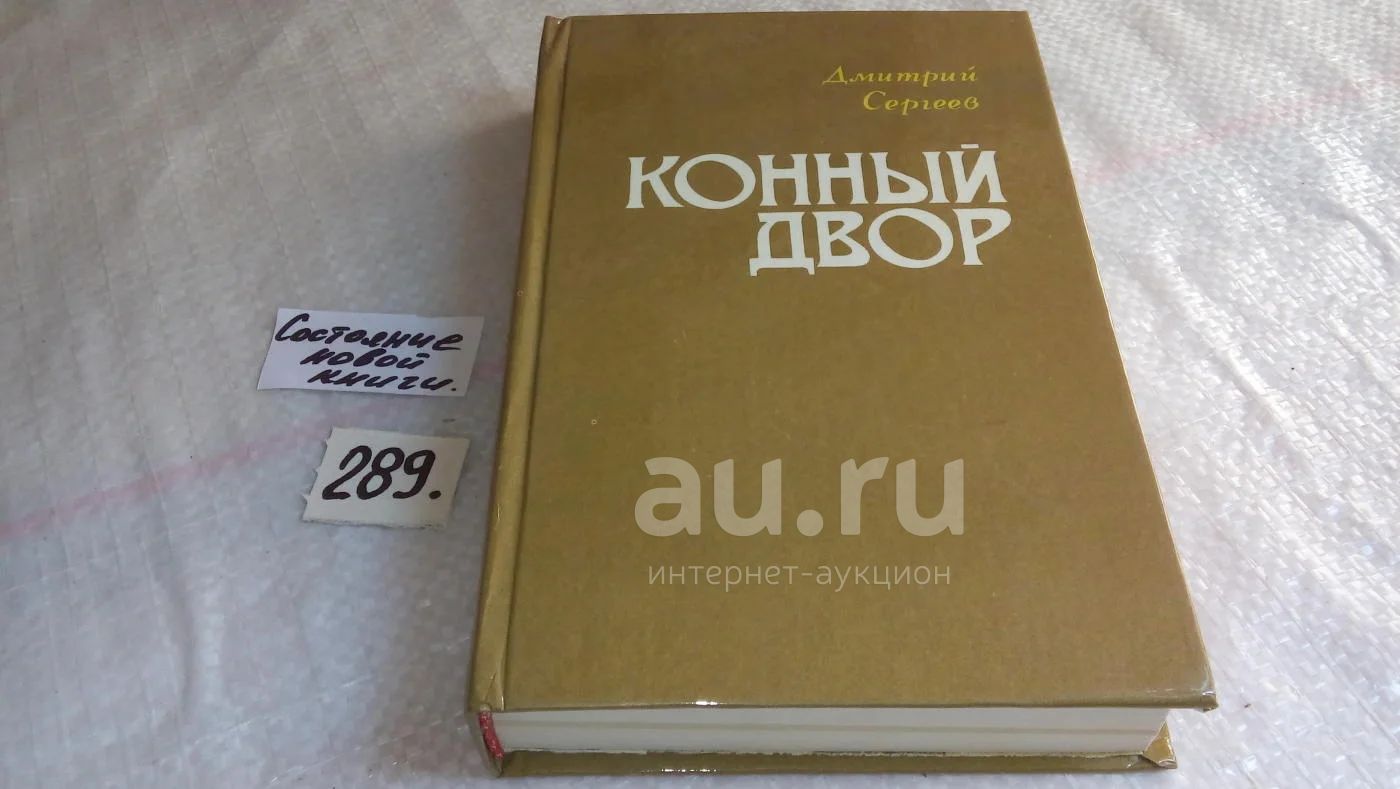 Дмитрий
Сергеев
КОННЫЙ
ДВОР
Состояние
новой
книги.
289.
au.ru
интернет-аукцион